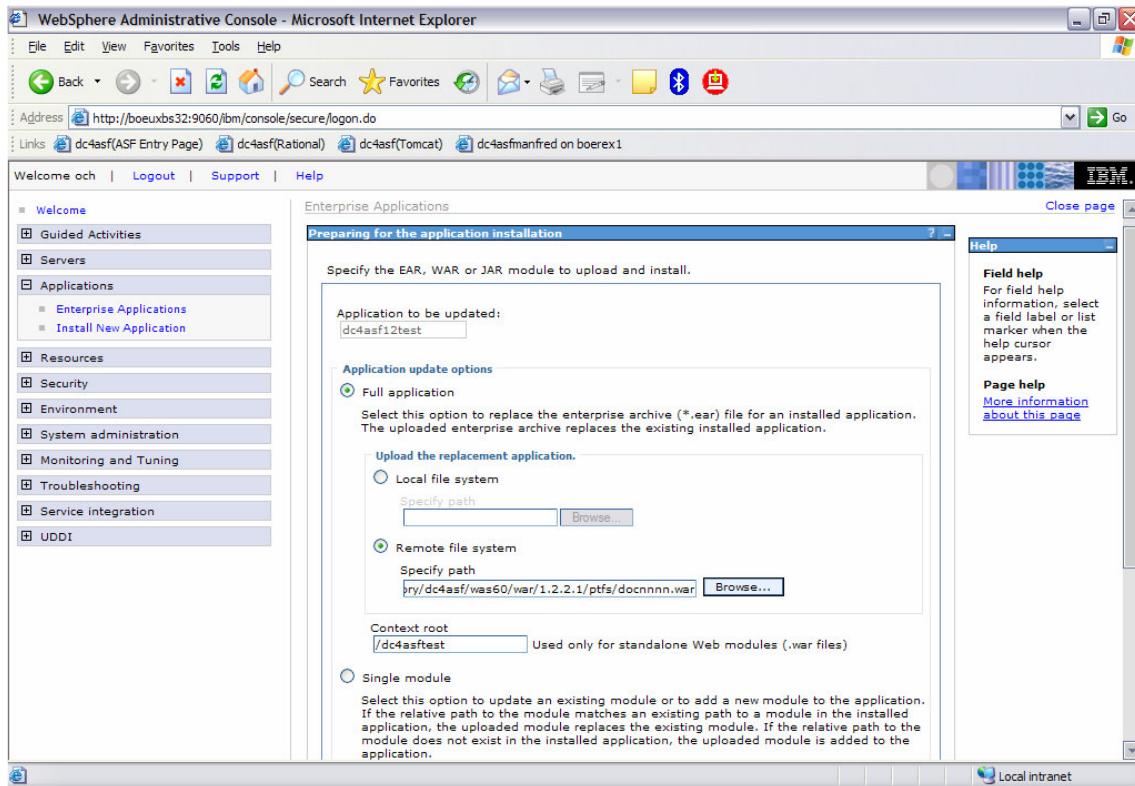 WebSphere Administrative Console - Microsoft Internet Explorer
File Edit View Favorites Tools Help
Back Search Favorites
Address http://boeuxbs32:9060/ibm/console/secure/logon.do Go
Links dc4asf(ASF Entry Page) dc4asf(Rational) dc4asf(Tomcat) dc4asfmanfred on boerex1
Welcome och | Logout | Support | Help IBM.
Welcome
Guided Activities
Servers
Applications
Enterprise Applications
Install New Application
Resources
Security
Environment
System administration
Monitoring and Tuning
Troubleshooting
Service integration
UDDI
Enterprise Applications Close page
Preparing for the application installation ? –
Specify the EAR, WAR or JAR module to upload and install.
Application to be updated:
dc4asf12test
Application update options
Full application
Select this option to replace the enterprise archive (*.ear) file for an installed application.
The uploaded enterprise archive replaces the existing installed application.
Upload the replacement application.
Local file system
Specify path
Browse...
Remote file system
Specify path
ory/dc4asf/was60/war/1.2.2.1/ptfs/docnnnn.war Browse...
Context root
/dc4asftest Used only for standalone Web modules (.war files)
Single module
Select this option to update an existing module or to add a new module to the application.
If the relative path to the module matches an existing path to a module in the installed
application, the uploaded module replaces the existing module. If the relative path to the
module does not exist in the installed application, the uploaded module is added to the
application.
Help –
Field help
For field help
information, select
a field label or list
marker when the
help cursor
appears.
Page help
More information
about this page
Local intranet